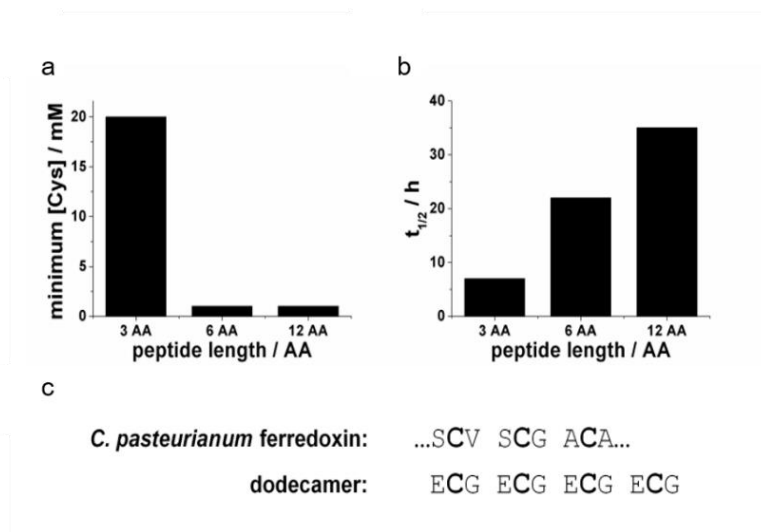 a
minimum [Cys] / mM
20
15
10
5
0
3 AA 6 AA 12 AA
peptide length / AA
b
t1/2 / h
40
30
20
10
0
3 AA 6 AA 12 AA
peptide length / AA
c
C. pasteurianum ferredoxin: ...SCV SCG ACA...
dodecamer: ECG ECG ECG ECG